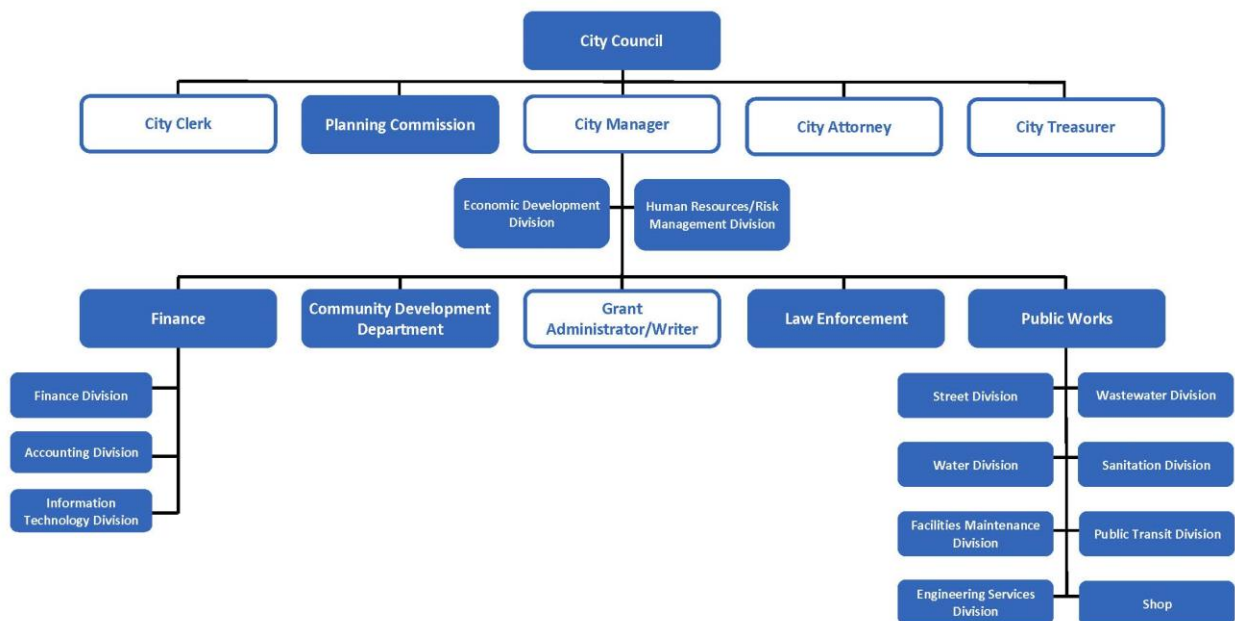 City Council
City Clerk
Planning Commission
City Manager
City Attorney
City Treasurer
Economic Development
Division
Human Resources/Risk
Management Division
Finance
Community Development
Department
Grant
Administrator/Writer
Law Enforcement
Public Works
Finance Division
Accounting Division
Information
Technology Division
Street Division
Wastewater Division
Water Division
Sanitation Division
Facilities Maintenance
Division
Public Transit Division
Engineering Services
Division
Shop